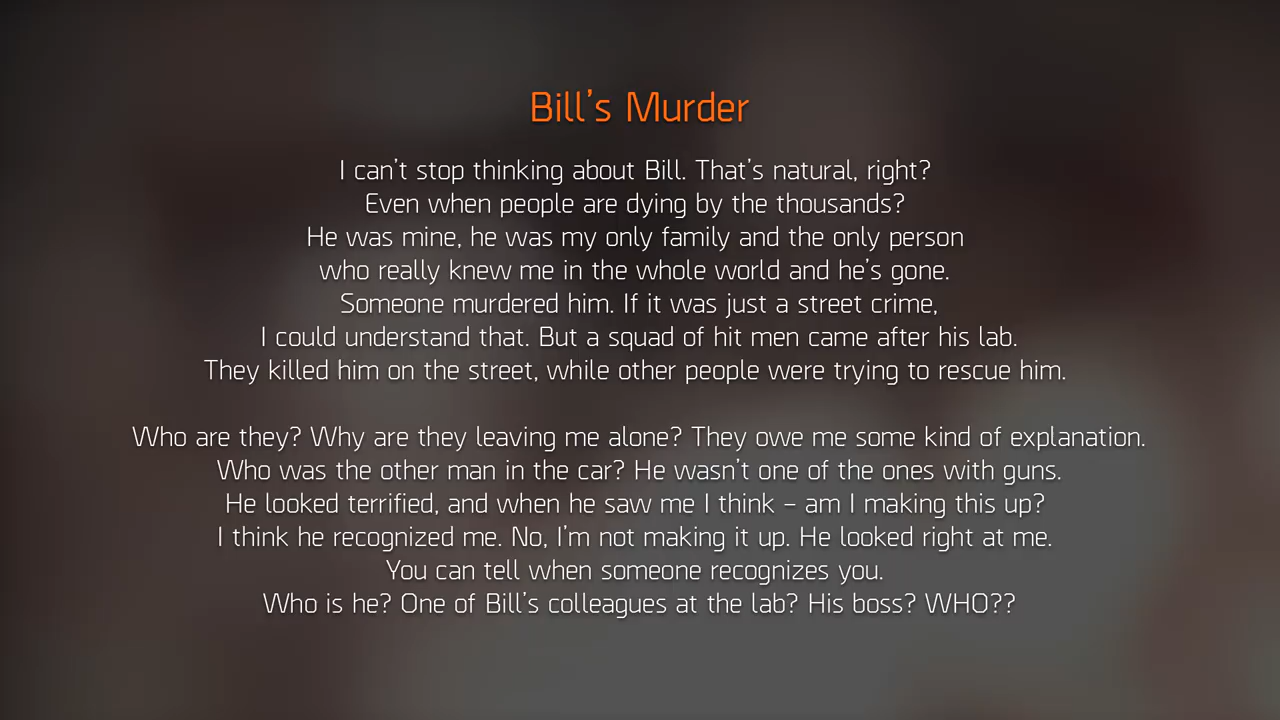 Bill's Murder
I can't stop thinking about Bill. That's natural, right?
Even when people are dying by the thousands?
He was mine, he was my only family and the only person
who really knew me in the whole world and he's gone.
Someone murdered him. If it was just a street crime,
I could understand that. But a squad of hit men came after his lab.
They killed him on the street, while other people were trying to rescue him.
Who are they? Why are they leaving me alone? They owe me some kind of explanation.
Who was the other man in the car? He wasn't one of the ones with guns.
He looked terrified, and when he saw me I think – am I making this up?
I think he recognized me. No, I'm not making it up. He looked right at me.
You can tell when someone recognizes you.
Who is he? One of Bill's colleagues at the lab? His boss? WHO??